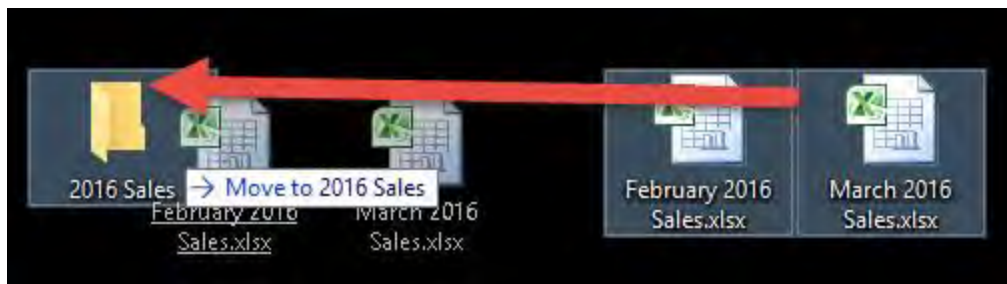 2016 Sales
→ Move to 2016 Sales
February 2016
Sales.xlsx
March 2016
Sales.xlsx
February 2016
Sales.xlsx
March 2016
Sales.xlsx